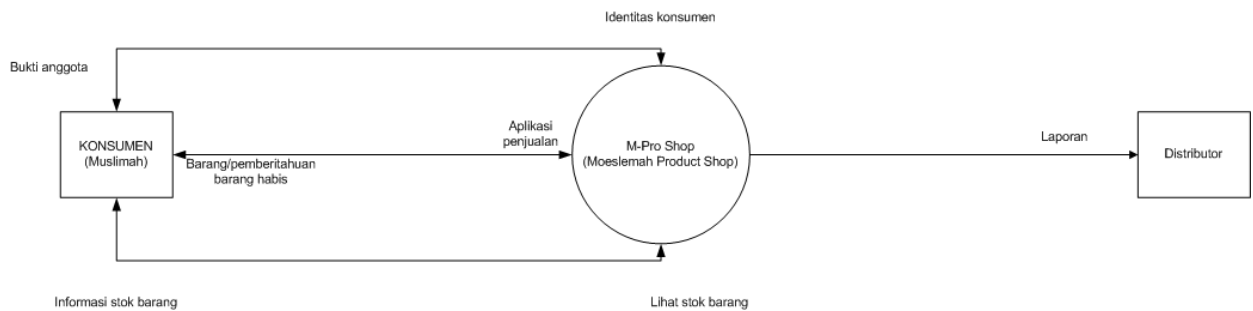 Identitas konsumen
Bukti anggota
KONSUMEN
(Muslimah)
Barang/pemberitahuan
barang habis
Aplikasi
penjualan
M-Pro Shop
(Moeslemah Product Shop)
Laporan
Distributor
Informasi stok barang
Lihat stok barang